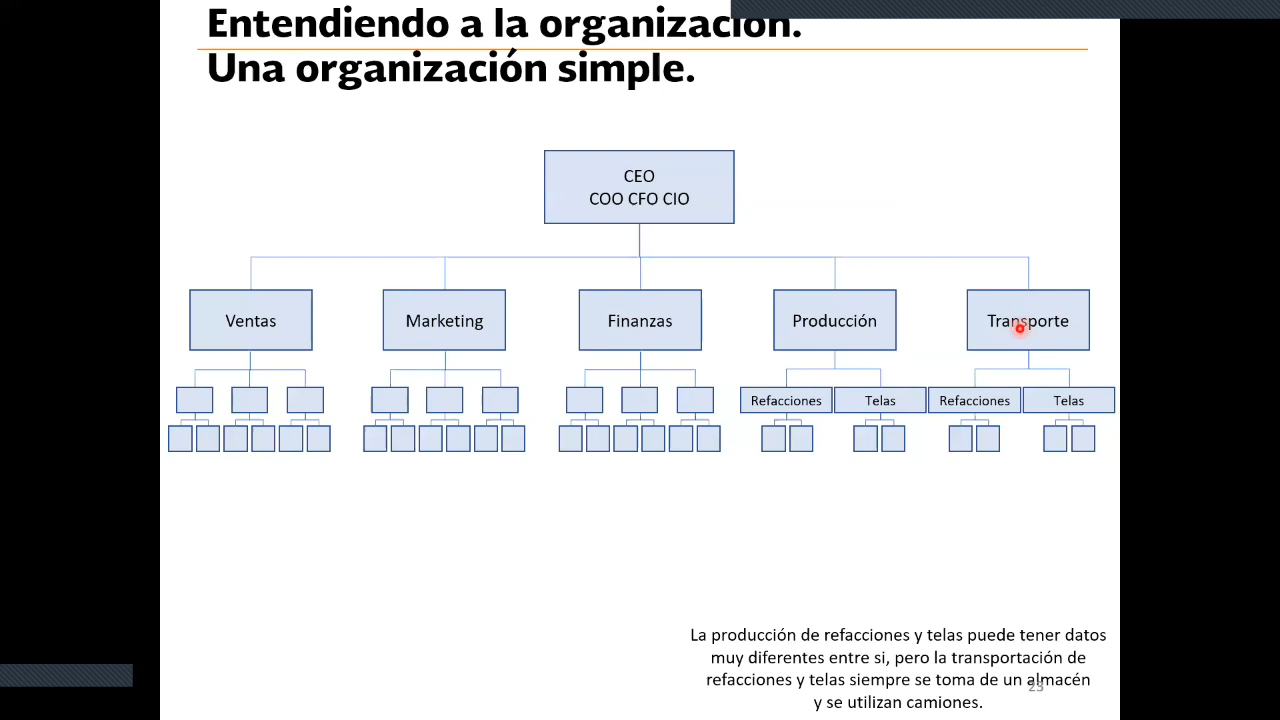 Entendiendo a la organización.
Una organización simple.
CEO
COO CFO CIO
Ventas
Marketing
Finanzas
Producción
Transporte
Refacciones
Telas
Refacciones
Telas
La producción de refacciones y telas puede tener datos
muy diferentes entre si, pero la transportación de
refacciones y telas siempre se toma de un almacén
y se utilizan camiones.
23